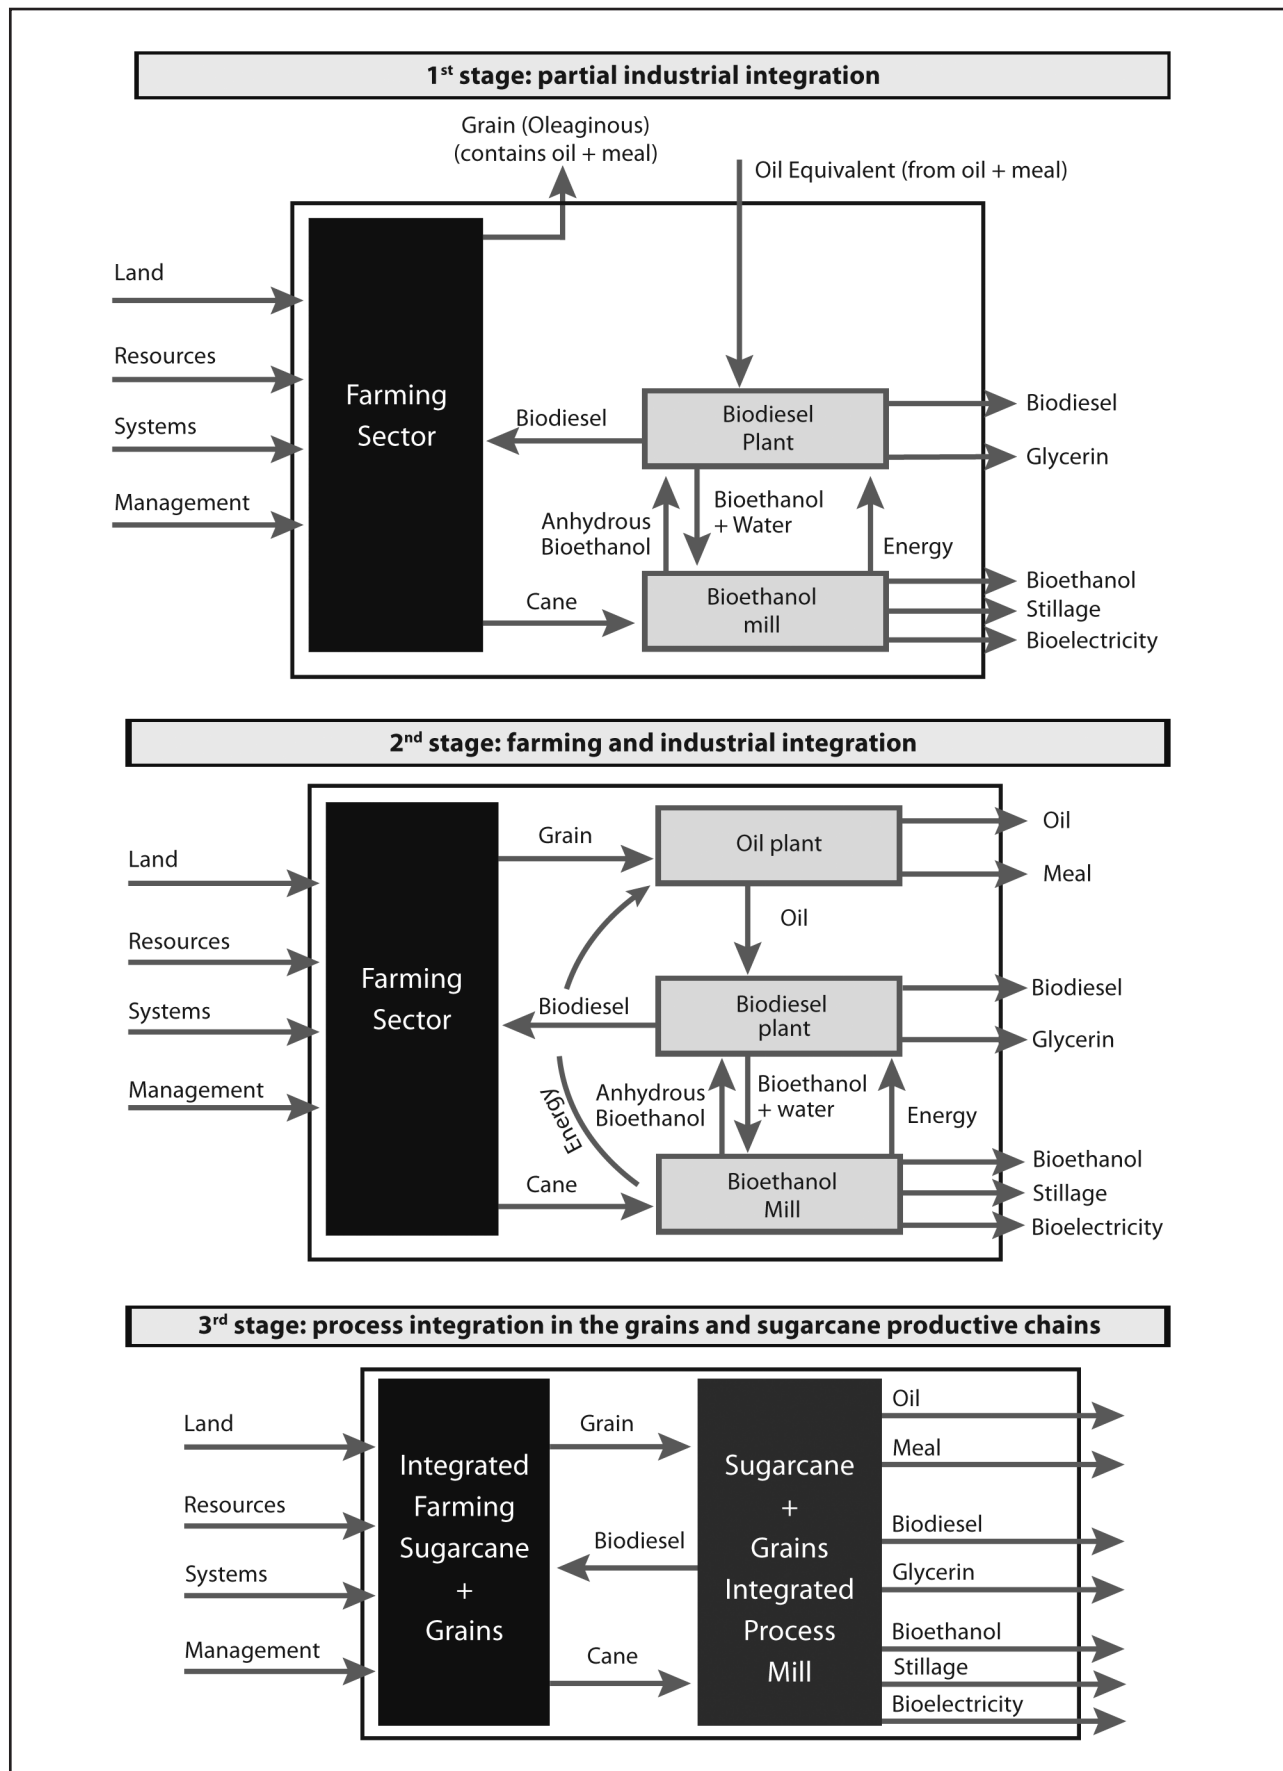 1st stage: partial industrial integration
Grain (Oleaginous)
(contains oil + meal)
Oil Equivalent (from oil + meal)
Land
Resources
Systems
Management
Farming
Sector
Biodiesel
Cane
Biodiesel
Plant
Anhydrous
Bioethanol
Bioethanol
+ Water
Energy
Bioethanol
mill
Biodiesel
Glycerin
Bioethanol
Stillage
Bioelectricity
2nd stage: farming and industrial integration
Land
Resources
Systems
Management
Farming
Sector
Grain
Biodiesel
Energy
Cane
Oil plant
Oil
Biodiesel
plant
Anhydrous
Bioethanol
Bioethanol
+ water
Energy
Bioethanol
Mill
Oil
Meal
Biodiesel
Glycerin
Bioethanol
Stillage
Bioelectricity
3rd stage: process integration in the grains and sugarcane productive chains
Land
Resources
Systems
Management
Integrated
Farming
Sugarcane
+
Grains
Grain
Biodiesel
Cane
Sugarcane
+
Grains
Integrated
Process
Mill
Oil
Meal
Biodiesel
Glycerin
Bioethanol
Stillage
Bioelectricity